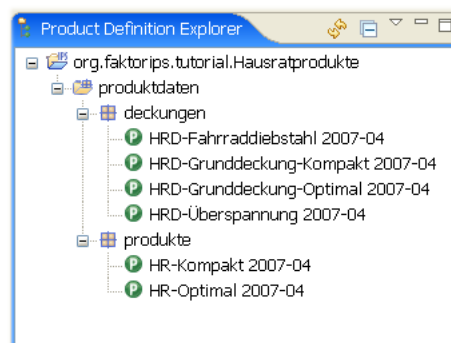 Product Definition Explorer
org.faktorips.tutorial.Hausratprodukte
produktdaten
deckungen
HRD-Fahrraddiebstahl 2007-04
HRD-Grunddeckung-Kompakt 2007-04
HRD-Grunddeckung-Optimal 2007-04
HRD-Überspannung 2007-04
produkte
HR-Kompakt 2007-04
HR-Optimal 2007-04